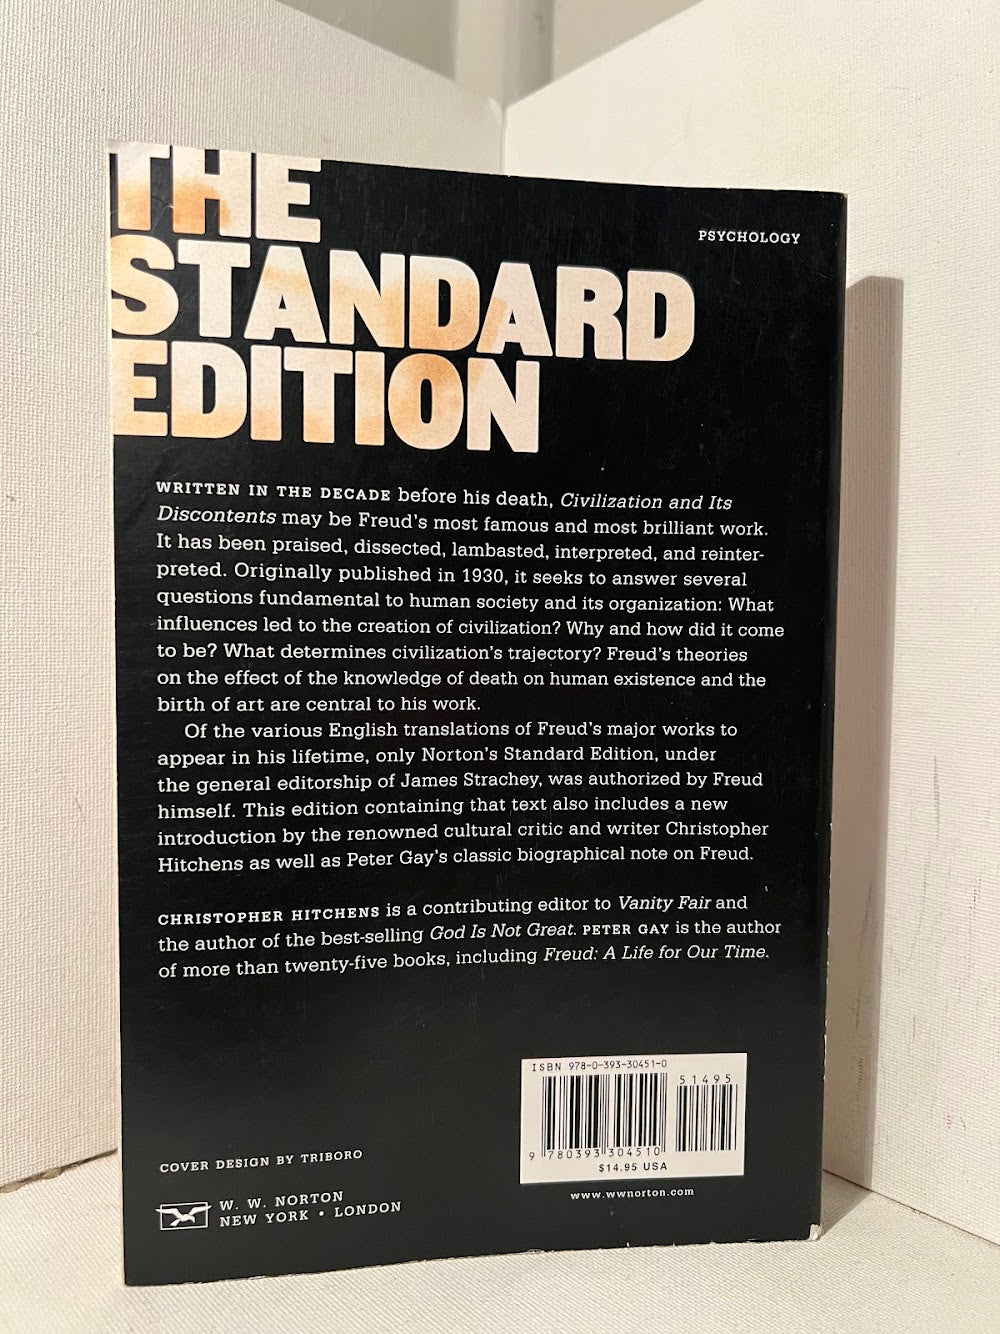 THE
STANDARD
EDITION
PSYCHOLOGY
WRITTEN IN THE DECADE before his death, Civilization and Its
Discontents may be Freud's most famous and most brilliant work.
It has been praised, dissected, lambasted, interpreted, and reinter-
preted. Originally published in 1930, it seeks to answer several
questions fundamental to human society and its organization: What
influences led to the creation of civilization? Why and how did it come
to be? What determines civilization's trajectory? Freud's theories
on the effect of the knowledge of death on human existence and the
birth of art are central to his work.
Of the various English translations of Freud's major works to
appear in his lifetime, only Norton's Standard Edition, under
the general editorship of James Strachey, was authorized by Freud
himself. This edition containing that text also includes a new
introduction by the renowned cultural critic and writer Christopher
Hitchens as well as Peter Gay's classic biographical note on Freud.
CHRISTOPHER HITCHENS is a contributing editor to Vanity Fair and
the author of the best-selling God Is Not Great. PETER GAY is the author
of more than twenty-five books, including Freud: A Life for Our Time.
ISBN 978-0-393-30451-0
51495
9 780393 304510
$14.95 USA
www.wwnorton.com
COVER DESIGN BY TRIBORO
W. W. NORTON
NEW YORK • LONDON